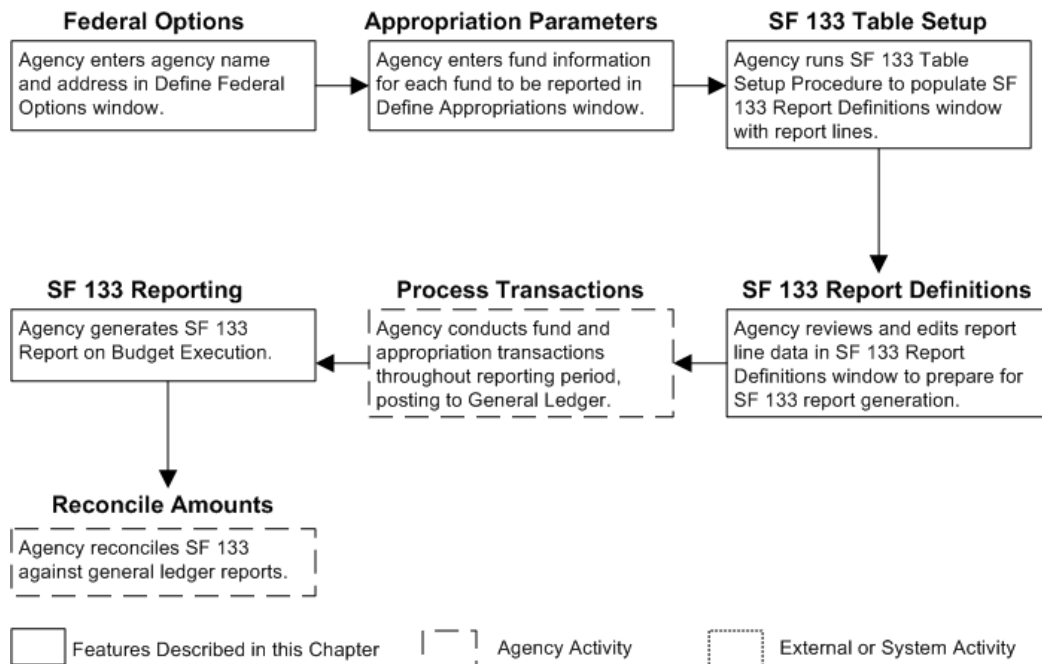 Federal Options
Agency enters agency name
and address in Define Federal
Options window.
Appropriation Parameters
Agency enters fund information
for each fund to be reported in
Define Appropriations window.
SF 133 Table Setup
Agency runs SF 133 Table
Setup Procedure to populate SF
133 Report Definitions window
with report lines.
SF 133 Report Definitions
Agency reviews and edits report
line data in SF 133 Report
Definitions window to prepare for
SF 133 report generation.
Process Transactions
Agency conducts fund and
appropriation transactions
throughout reporting period,
posting to General Ledger.
SF 133 Reporting
Agency generates SF 133
Report on Budget Execution.
Reconcile Amounts
Agency reconciles SF 133
against general ledger reports.
Features Described in this Chapter
Agency Activity
External or System Activity